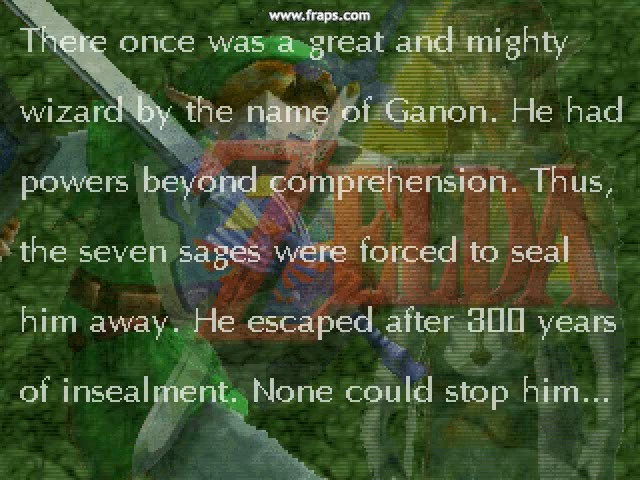 www.fraps.com
There once was a great and mighty
wizard by the name of Ganon. He had
powers beyond comprehension. Thus,
the seven sages were forced to seal
him away. He escaped after 300 years
of insealment. None could stop him...
ZELDA